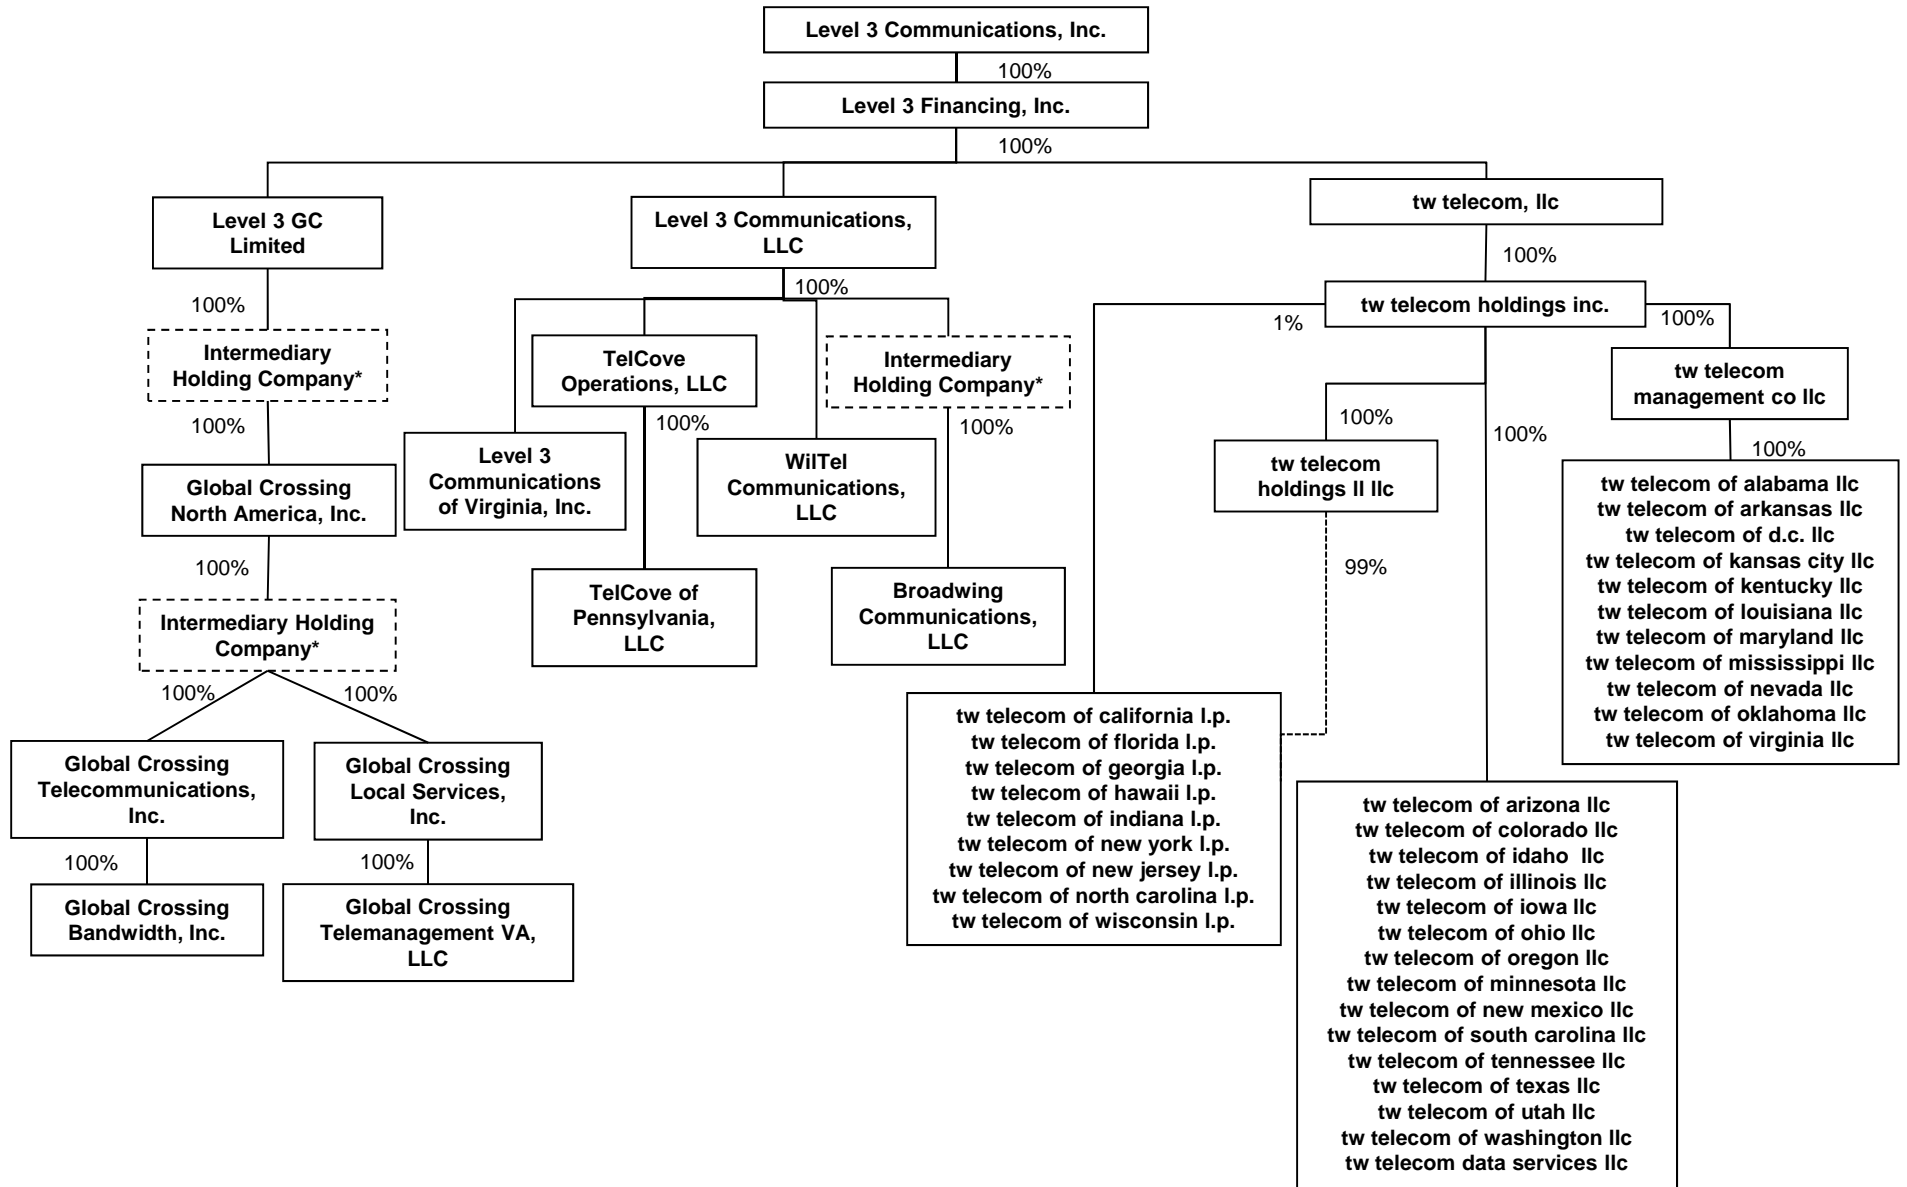 Level 3 Communications, Inc.
100%
Level 3 Financing, Inc.
100%
Level 3 GC
Limited
100%
Intermediary
Holding Company*
100%
Global Crossing
North America, Inc.
100%
Intermediary Holding
Company*
100%
100%
Global Crossing
Telecommunications,
Inc.
100%
Global Crossing
Bandwidth, Inc.
Global Crossing
Local Services,
Inc.
100%
Global Crossing
Telemanagement VA,
LLC
Level 3 Communications,
LLC
100%
Level 3
Communications
of Virginia, Inc.
TelCove
Operations, LLC
100%
TelCove of
Pennsylvania,
LLC
WilTel
Communications,
LLC
Intermediary
Holding Company*
100%
Broadwing
Communications,
LLC
tw telecom, llc
100%
tw telecom holdings inc.
1%
100%
tw telecom
holdings II llc
99%
tw telecom of california l.p.
tw telecom of florida l.p.
tw telecom of georgia l.p.
tw telecom of hawaii l.p.
tw telecom of indiana l.p.
tw telecom of new york l.p.
tw telecom of new jersey l.p.
tw telecom of north carolina l.p.
tw telecom of wisconsin l.p.
100%
tw telecom of arizona llc
tw telecom of colorado llc
tw telecom of idaho llc
tw telecom of illinois llc
tw telecom of iowa llc
tw telecom of ohio llc
tw telecom of oregon llc
tw telecom of minnesota llc
tw telecom of new mexico llc
tw telecom of south carolina llc
tw telecom of tennessee llc
tw telecom of texas llc
tw telecom of utah llc
tw telecom of washington llc
tw telecom data services llc
100%
tw telecom
management co llc
100%
tw telecom of alabama llc
tw telecom of arkansas llc
tw telecom of d.c. llc
tw telecom of kansas city llc
tw telecom of kentucky llc
tw telecom of louisiana llc
tw telecom of maryland llc
tw telecom of mississippi llc
tw telecom of nevada llc
tw telecom of oklahoma llc
tw telecom of virginia llc